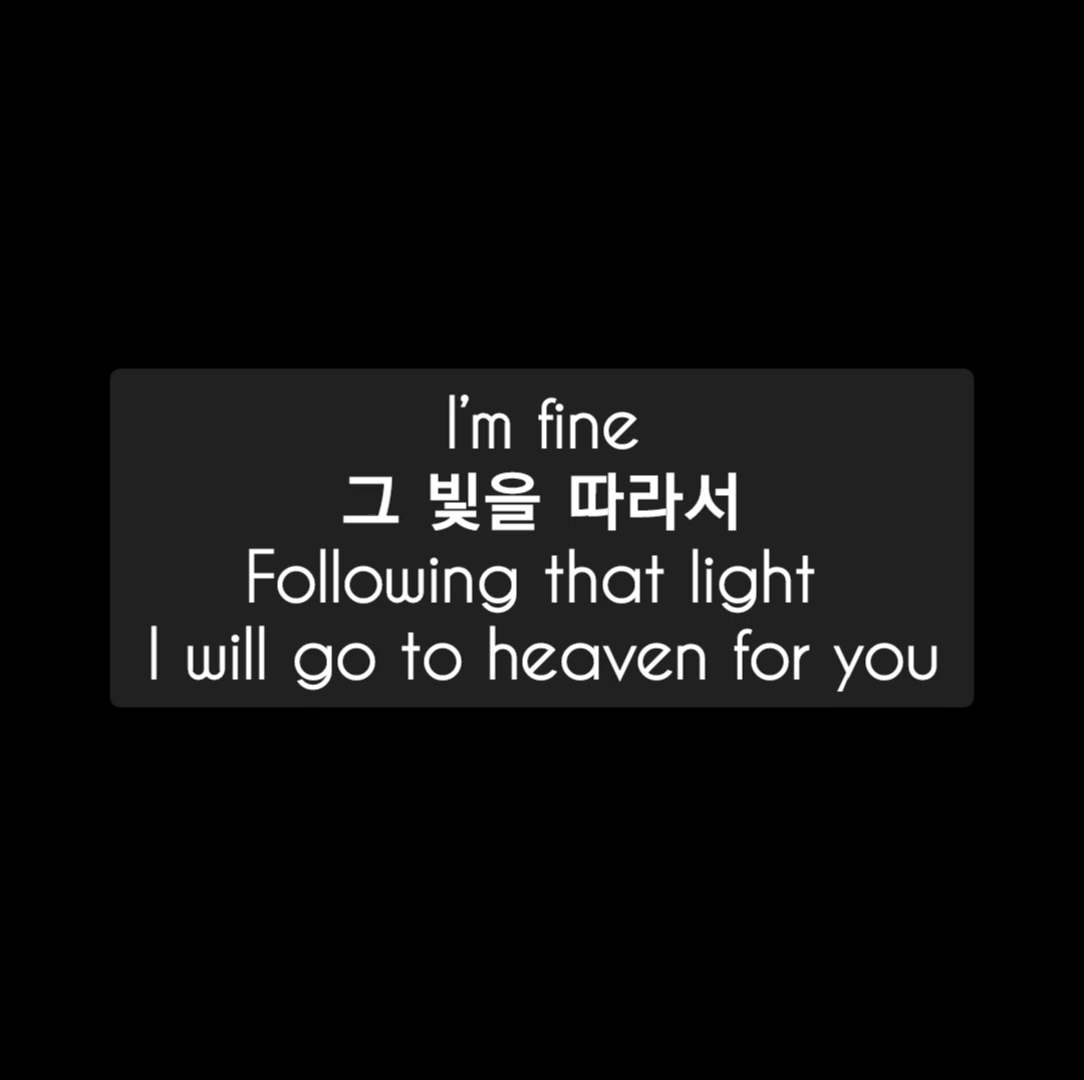 I'm fine
그 빛을 따라서
Following that light
I will go to heaven for you